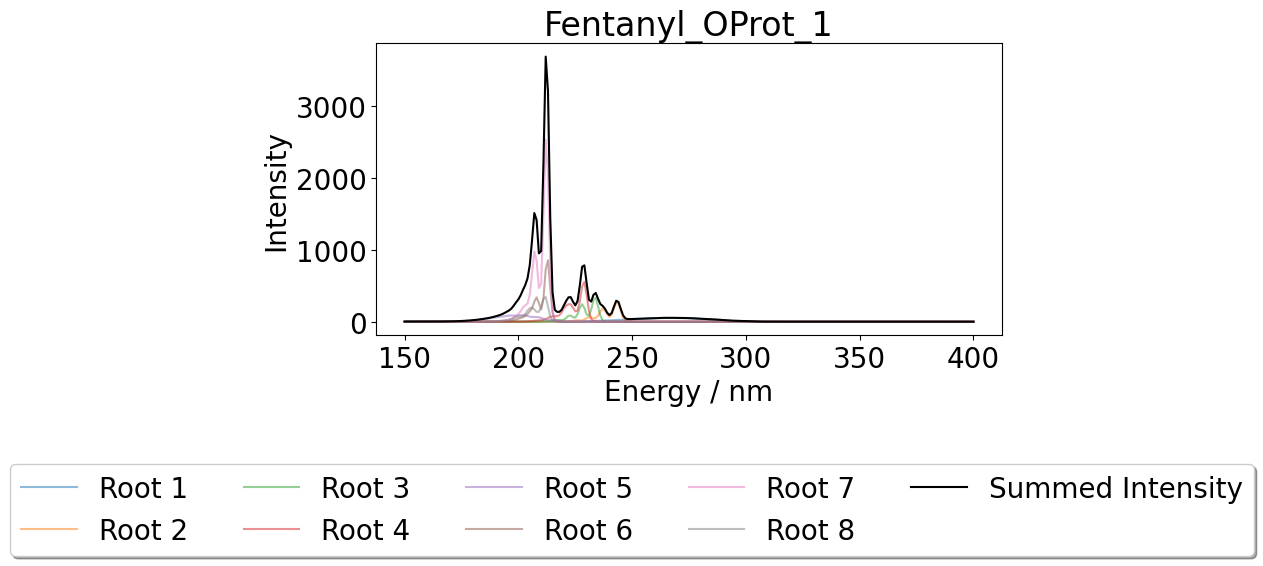 Fentanyl_OProt_1
Intensity
3000
2000
1000
0
150 200 250 300 350 400
Energy / nm
Root 1 Root 3 Root 5 Root 7 Summed Intensity
Root 2 Root 4 Root 6 Root 8